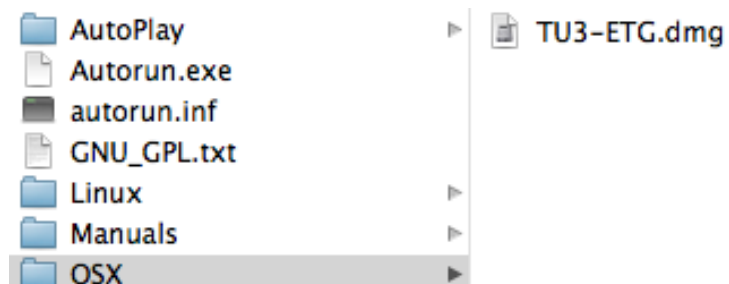 AutoPlay
Autorun.exe
autorun.inf
GNU_GPL.txt
Linux
Manuals
OSX
TU3-ETG.dmg